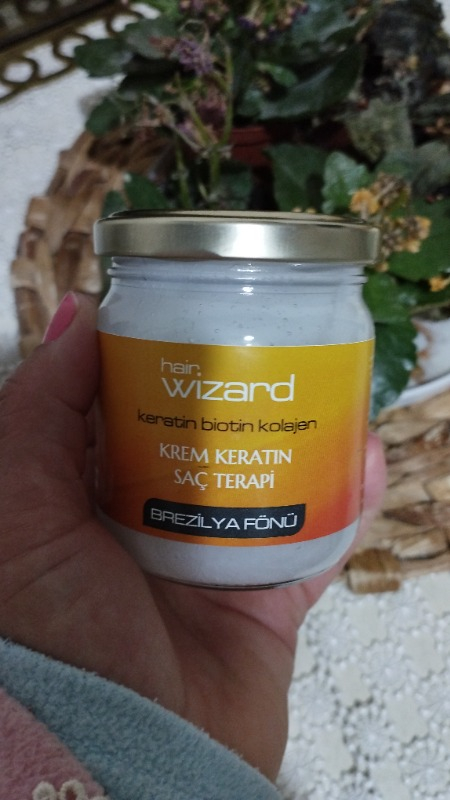 hair.
wizard
keratin biotin kolajen
KREM KERATIN
SAÇ TERAPİ
BREZİLYA FÖNÜ